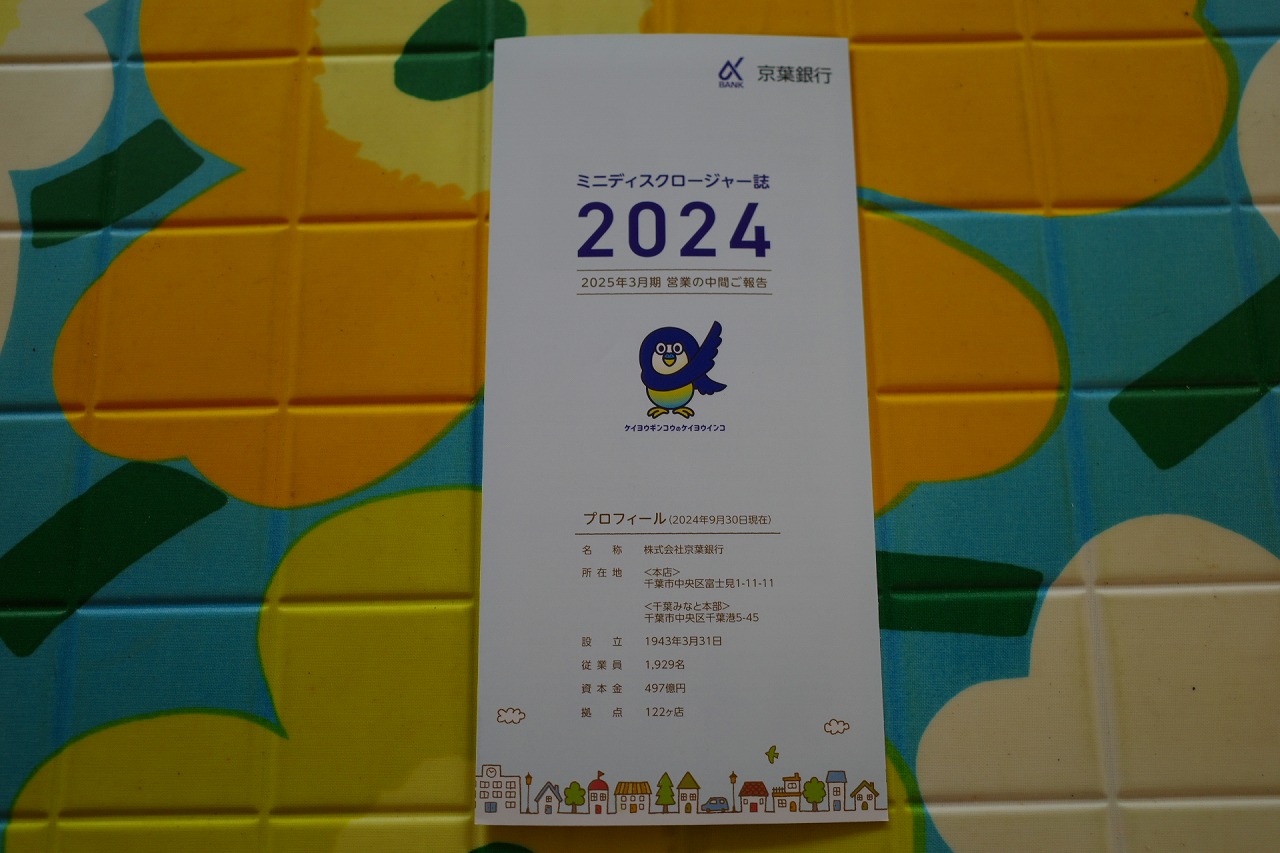 α BANK 京葉銀行
ミニディスクロージャー誌
2024
2025年3月期 営業の中間ご報告
ケイヨウギンコウのケイヨウインコ
プロフィール(2024年9月30日現在)
名 称 株式会社京葉銀行
所在地 <本店>
千葉市中央区富士見1-11-11
<千葉みなと本部>
千葉市中央区千葉港5-45
設 立 1943年3月31日
従業員 1,929名
資本金 497億円
拠 点 122ヶ店